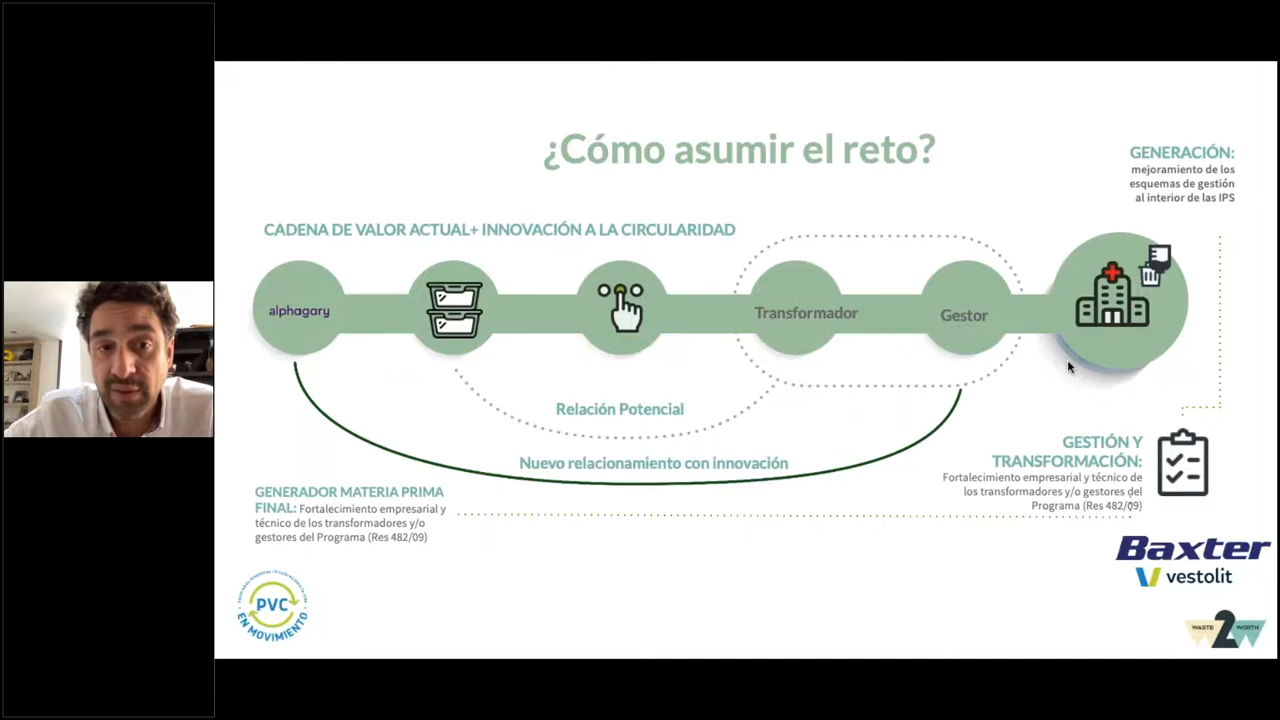 ¿Cómo asumir el reto?
GENERACIÓN:
mejoramiento de los
esquemas de gestión
al interior de las IPS
CADENA DE VALOR ACTUAL+ INNOVACIÓN A LA CIRCULARIDAD
alphagary
Transformador
Gestor
Relación Potencial
Nuevo relacionamiento con innovación
GESTIÓN Y
TRANSFORMACIÓN:
Fortalecimiento empresarial y técnico de
los transformadores y/o gestores del
Programa (Res 482/09)
GENERADOR MATERIA PRIMA
FINAL: Fortalecimiento empresarial y
técnico de los transformadores y/o
gestores del Programa (Res 482/09)
Baxter
vestolit
PVC
EN MOVIMIENTO
WASTE 2 WORTH